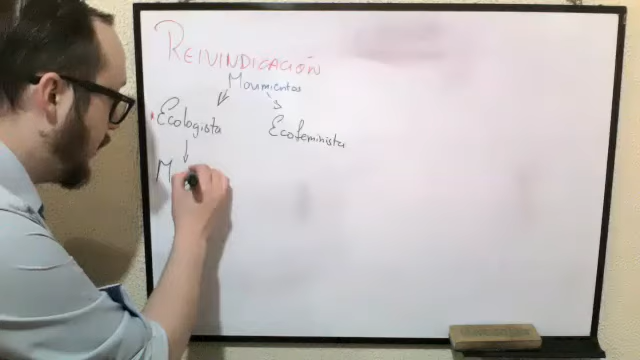 REIVINDICACIÓN
Movimientos
Ecologista
Ecofeminista
M